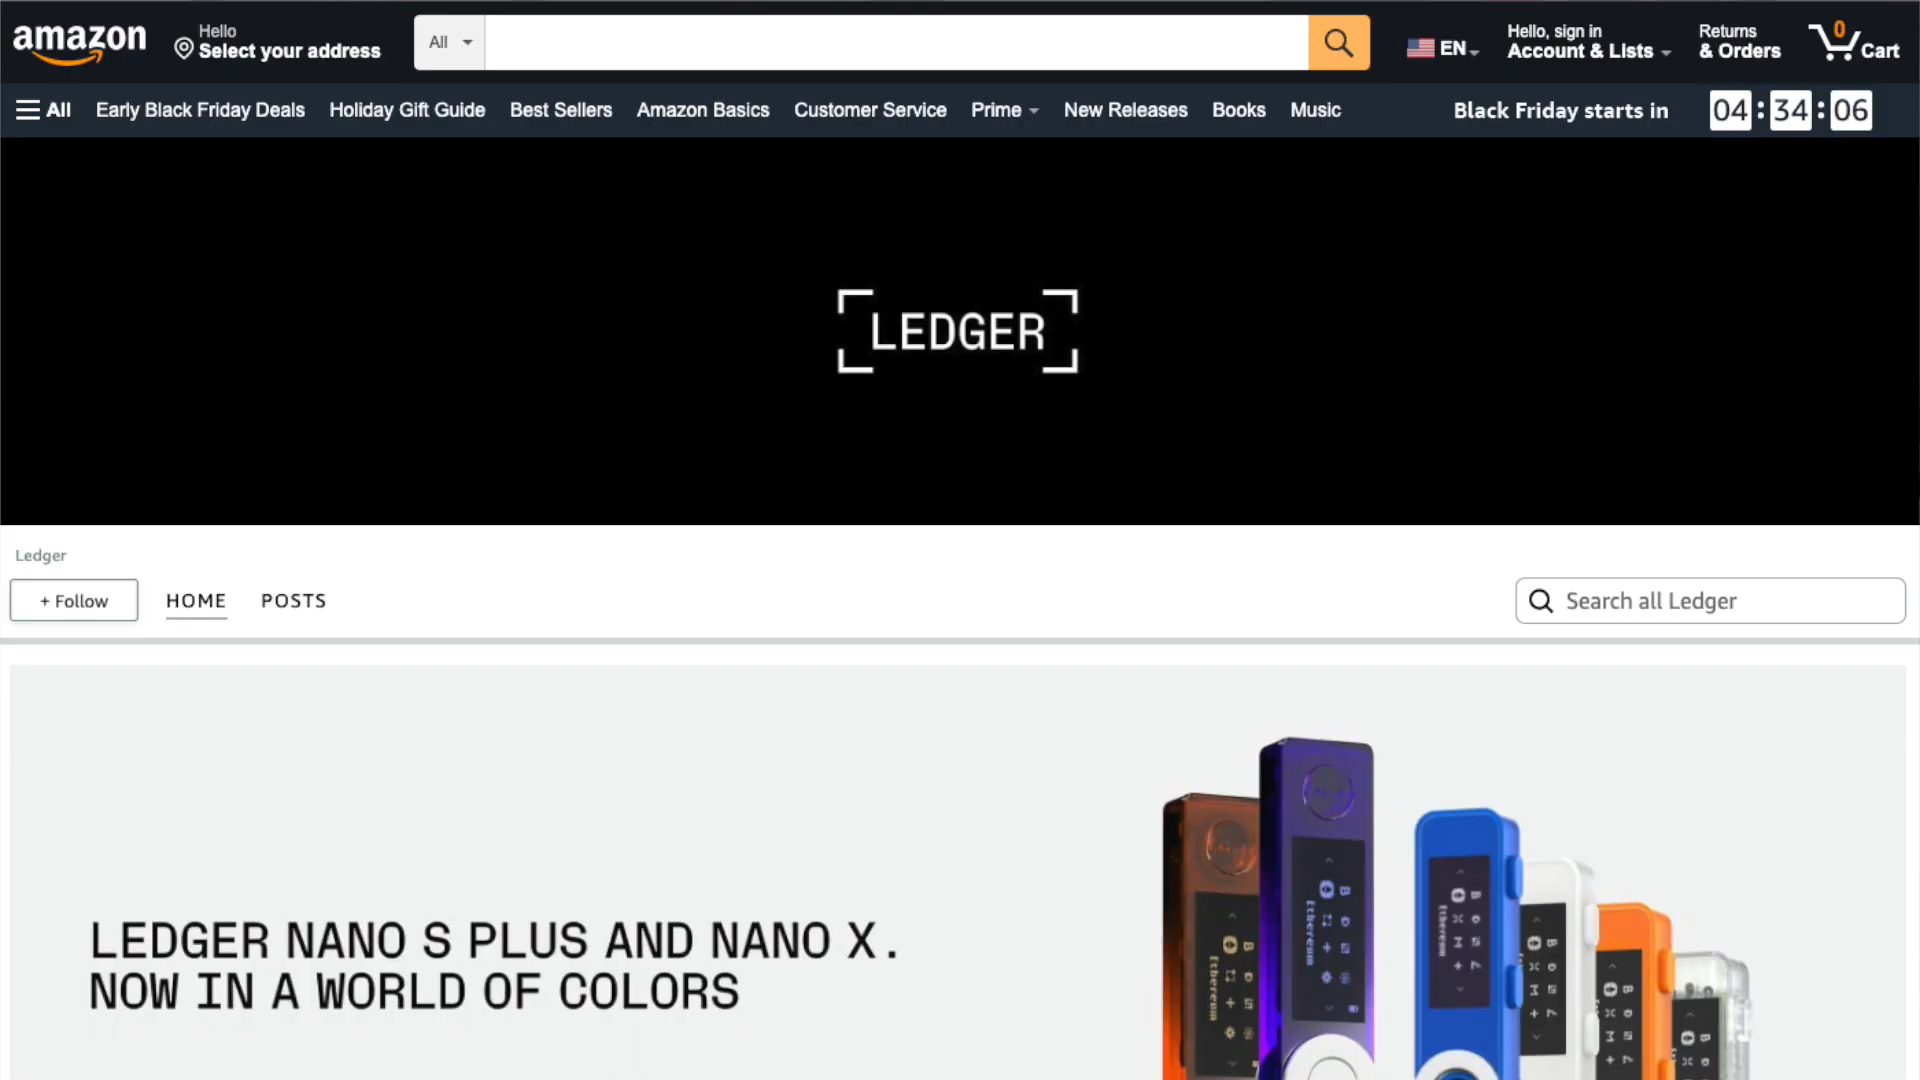 amazon
Hello
Select your address
All
EN
Hello, sign in
Account & Lists
Returns
& Orders
0
Cart
All
Early Black Friday Deals
Holiday Gift Guide
Best Sellers
Amazon Basics
Customer Service
Prime
New Releases
Books
Music
Black Friday starts in
04 : 34 : 06
LEDGER
Ledger
+ Follow
HOME
POSTS
Search all Ledger
LEDGER NANO S PLUS AND NANO X.
NOW IN A WORLD OF COLORS
Ethereum
Ethereum
Ethereum